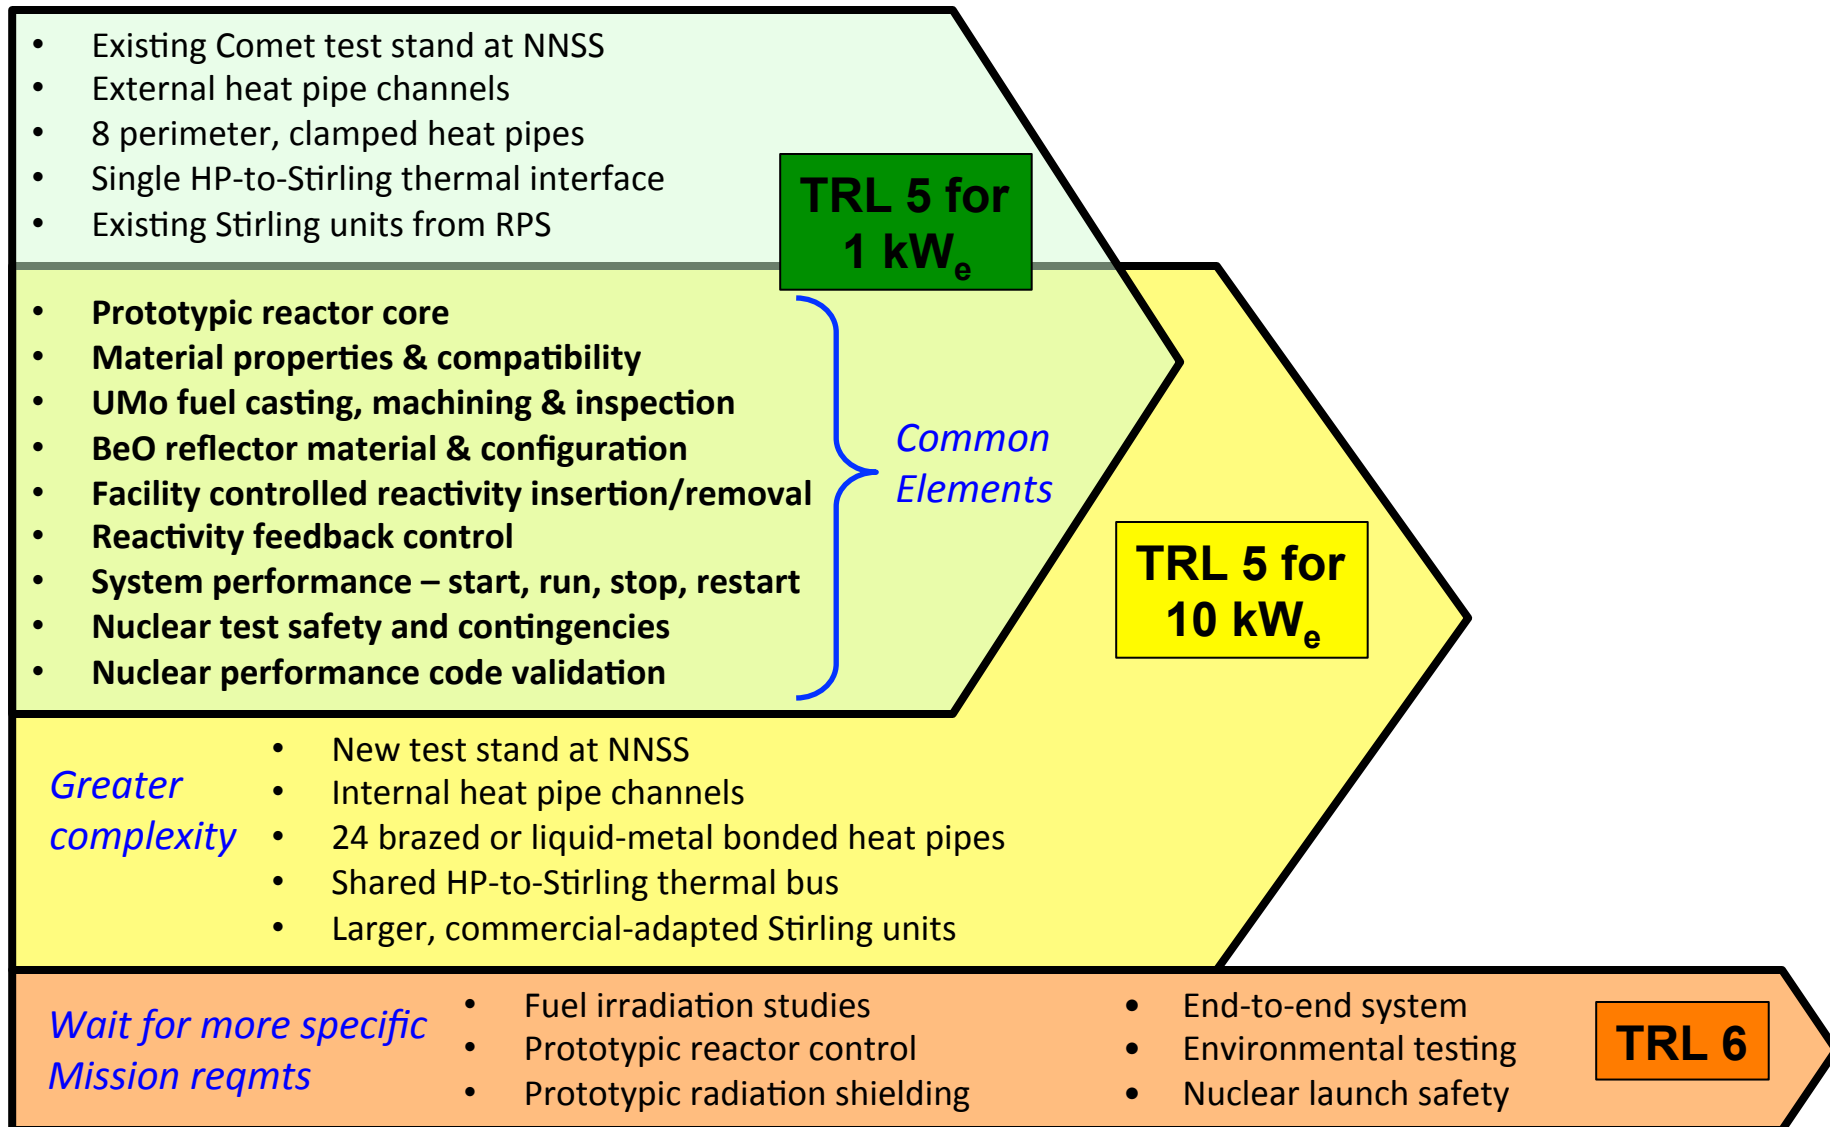 • Existing Comet test stand at NNSS
• External heat pipe channels
• 8 perimeter, clamped heat pipes
• Single HP-to-Stirling thermal interface
• Existing Stirling units from RPS
TRL 5 for
1 kWe
• Prototypic reactor core
• Material properties & compatibility
• UMo fuel casting, machining & inspection
• BeO reflector material & configuration
• Facility controlled reactivity insertion/removal
• Reactivity feedback control
• System performance – start, run, stop, restart
• Nuclear test safety and contingencies
• Nuclear performance code validation
Common
Elements
TRL 5 for
10 kWe
Greater
complexity
• New test stand at NNSS
• Internal heat pipe channels
• 24 brazed or liquid-metal bonded heat pipes
• Shared HP-to-Stirling thermal bus
• Larger, commercial-adapted Stirling units
Wait for more specific
Mission reqmts
• Fuel irradiation studies
• Prototypic reactor control
• Prototypic radiation shielding
• End-to-end system
• Environmental testing
• Nuclear launch safety
TRL 6